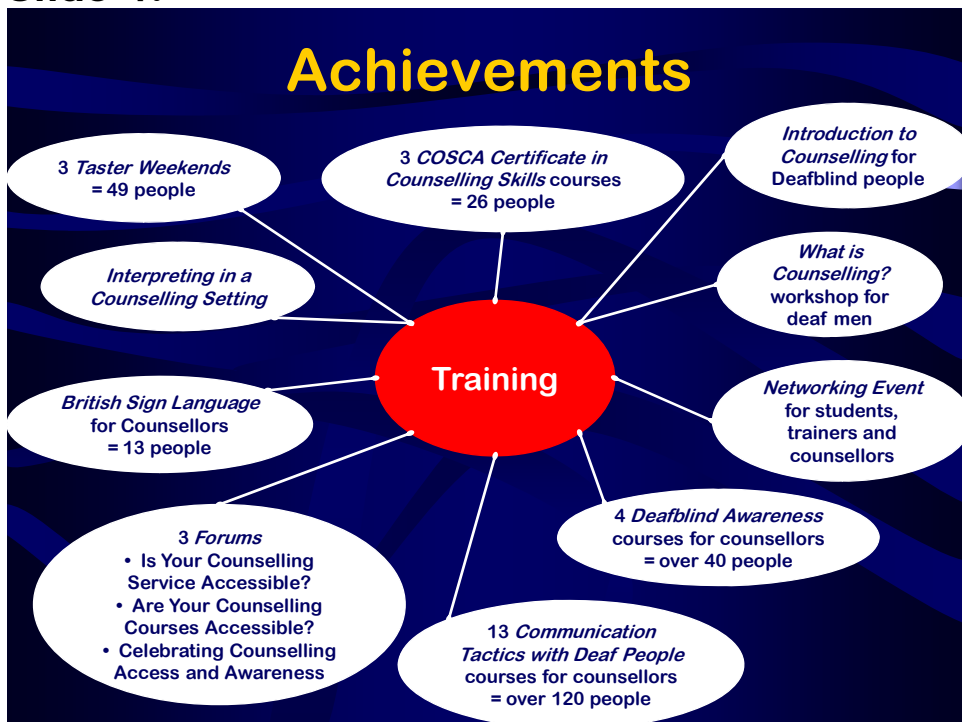 Achievements
3 Taster Weekends
= 49 people
3 COSCA Certificate in
Counselling Skills courses
= 26 people
Introduction to
Counselling for
Deafblind people
Interpreting in a
Counselling Setting
What is
Counselling?
workshop for
deaf men
Training
British Sign Language
for Counsellors
= 13 people
Networking Event
for students,
trainers and
counsellors
3 Forums
• Is Your Counselling
Service Accessible?
• Are Your Counselling
Courses Accessible?
• Celebrating Counselling
Access and Awareness
4 Deafblind Awareness
courses for counsellors
= over 40 people
13 Communication
Tactics with Deaf People
courses for counsellors
= over 120 people